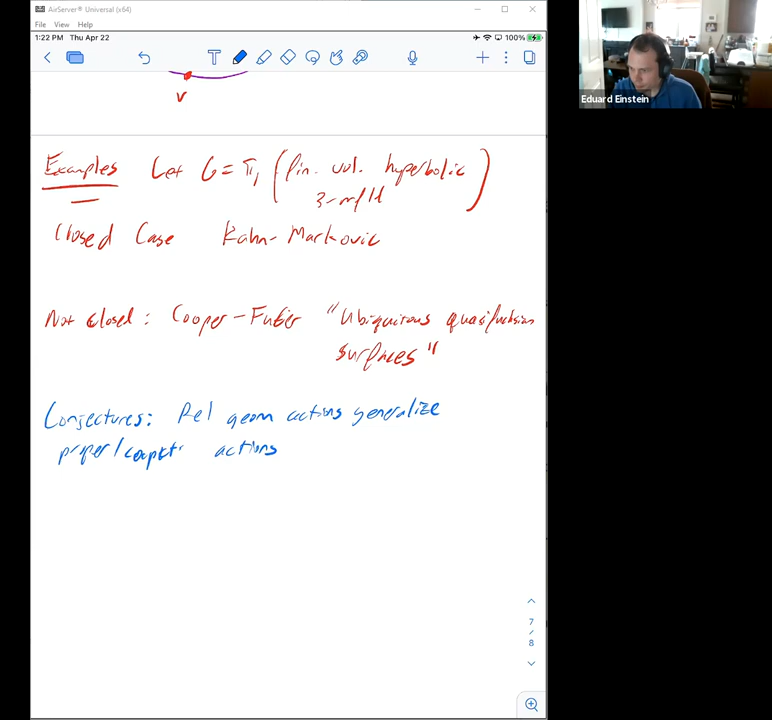 AirServer® Universal (x64)
File Edit View Help
1:22 PM Thu Apr 22
100%
T
v
Examples Let G = π₁ (fin. vol. hyperbolic
3-mfld)
Closed Case Kahn-Markovic
Not closed: Cooper-Futer "Ubiquitous quasifuchsian
surfaces"
Conjectures: Rel geom actions generalize
proper/cocpct. actions
7
/
8
Eduard Einstein